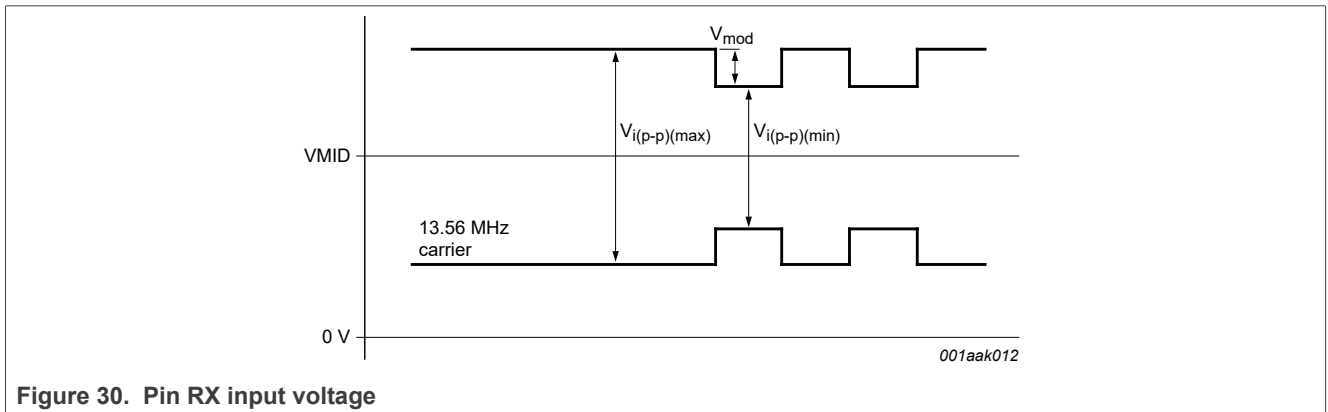 Vmod
Vi(p-p)(max)
Vi(p-p)(min)
VMID
13.56 MHz
carrier
0 V
001aak012
Figure 30. Pin RX input voltage